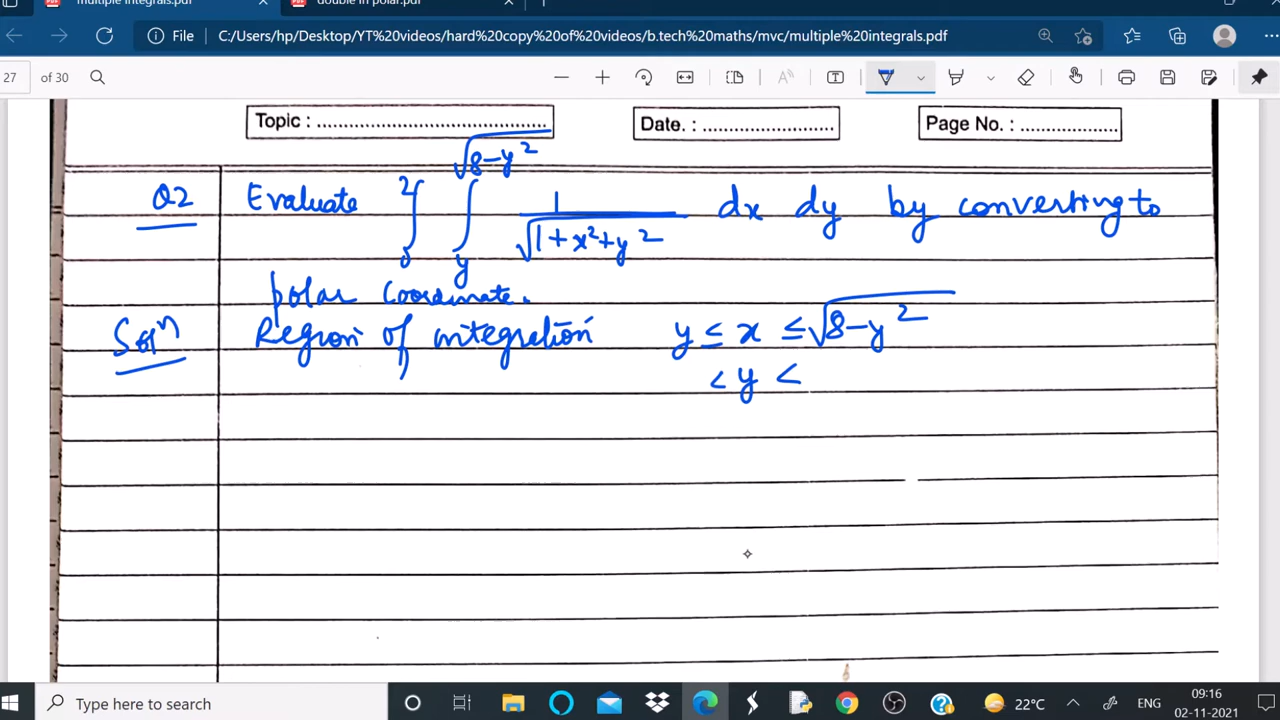 multiple integrals.pdf
double in polar.pdf
File C:/Users/hp/Desktop/YT%20videos/hard%20copy%20of%20videos/b.tech%20maths/mvc/multiple%20integrals.pdf
27 of 30
Topic : ........................................
Date. : ........................
Page No. : ....................
Q2 Evaluate ∫₀² ∫_y^√(8-y²) 1/√(1+x²+y²) dx dy by converting to
polar coordinate.
Solⁿ Region of integration y ≤ x ≤ √(8-y²)
< y <
Type here to search
22°C
ENG
09:16
02-11-2021